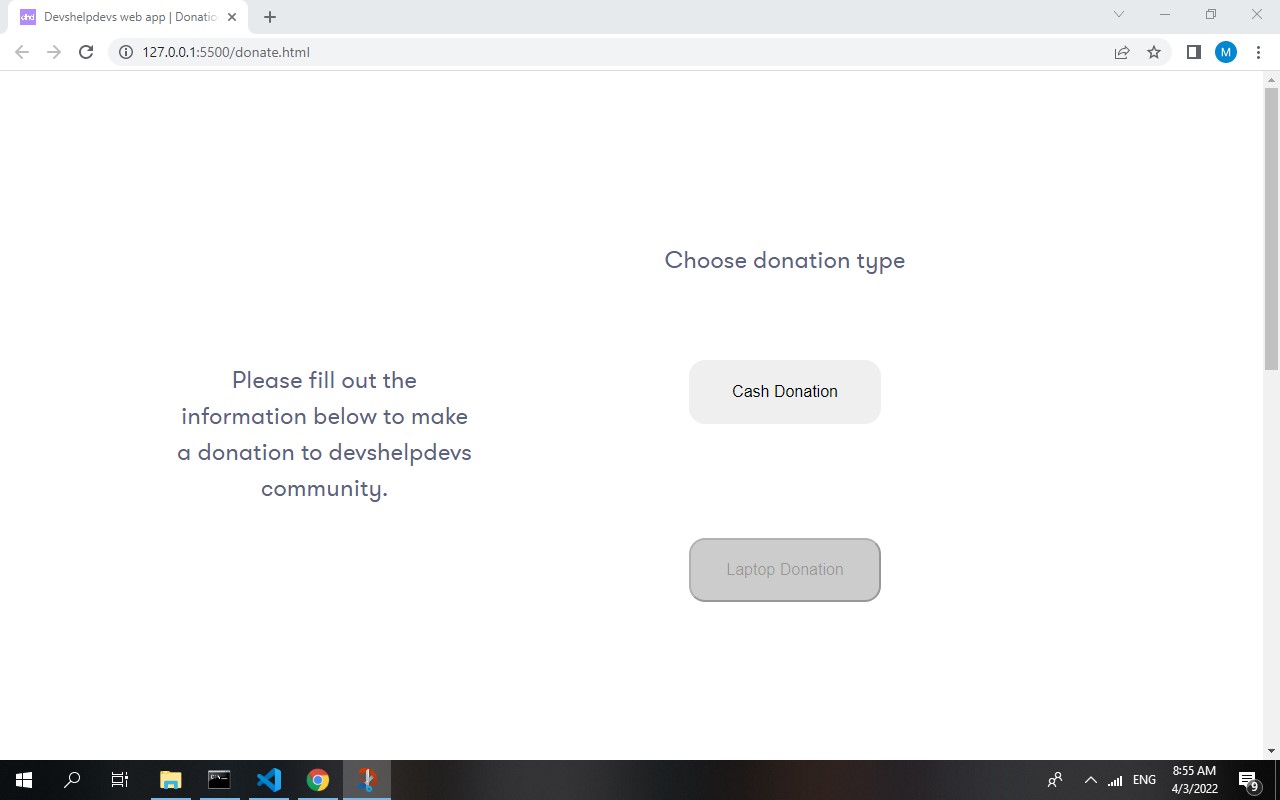 dhd
Devshelpdevs web app | Donatio
127.0.0.1:5500/donate.html
M
Choose donation type
Please fill out the
information below to make
a donation to devshelpdevs
community.
Cash Donation
Laptop Donation
ENG
8:55 AM
4/3/2022
9